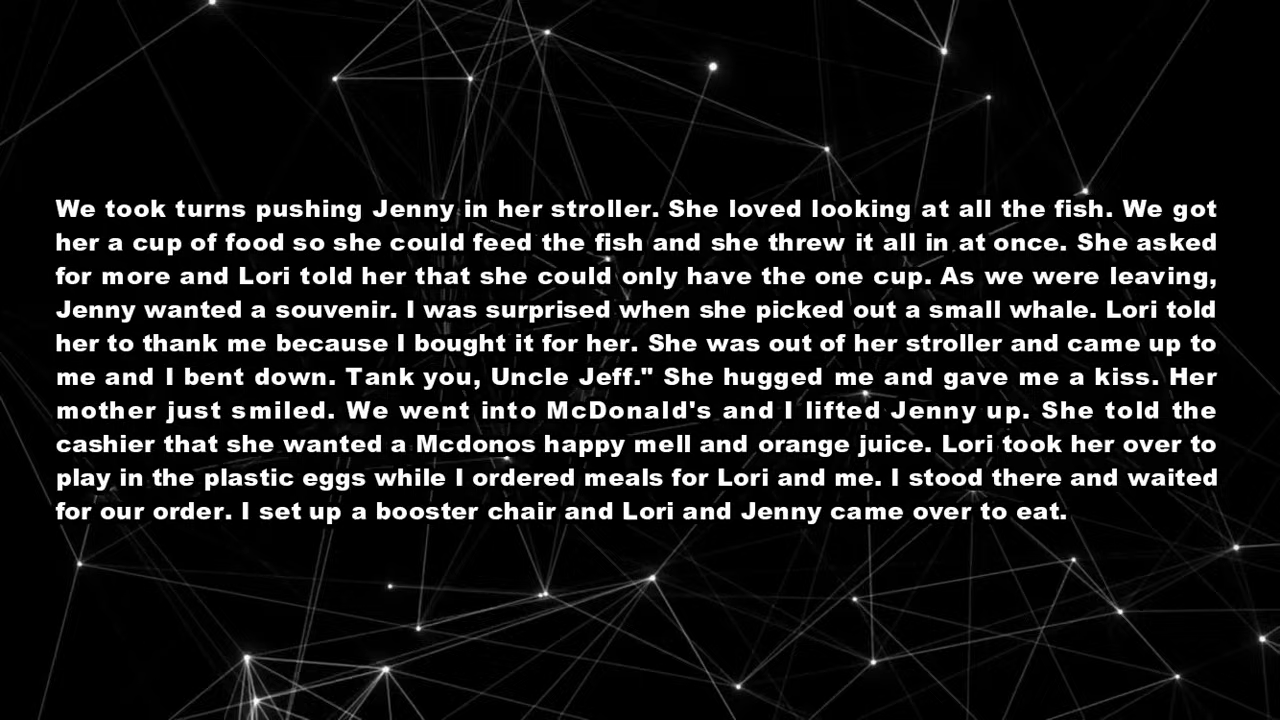 We took turns pushing Jenny in her stroller. She loved looking at all the fish. We got
her a cup of food so she could feed the fish and she threw it all in at once. She asked
for more and Lori told her that she could only have the one cup. As we were leaving,
Jenny wanted a souvenir. I was surprised when she picked out a small whale. Lori told
her to thank me because I bought it for her. She was out of her stroller and came up to
me and I bent down. Tank you, Uncle Jeff." She hugged me and gave me a kiss. Her
mother just smiled. We went into McDonald's and I lifted Jenny up. She told the
cashier that she wanted a Mcdonos happy mell and orange juice. Lori took her over to
play in the plastic eggs while I ordered meals for Lori and me. I stood there and waited
for our order. I set up a booster chair and Lori and Jenny came over to eat.